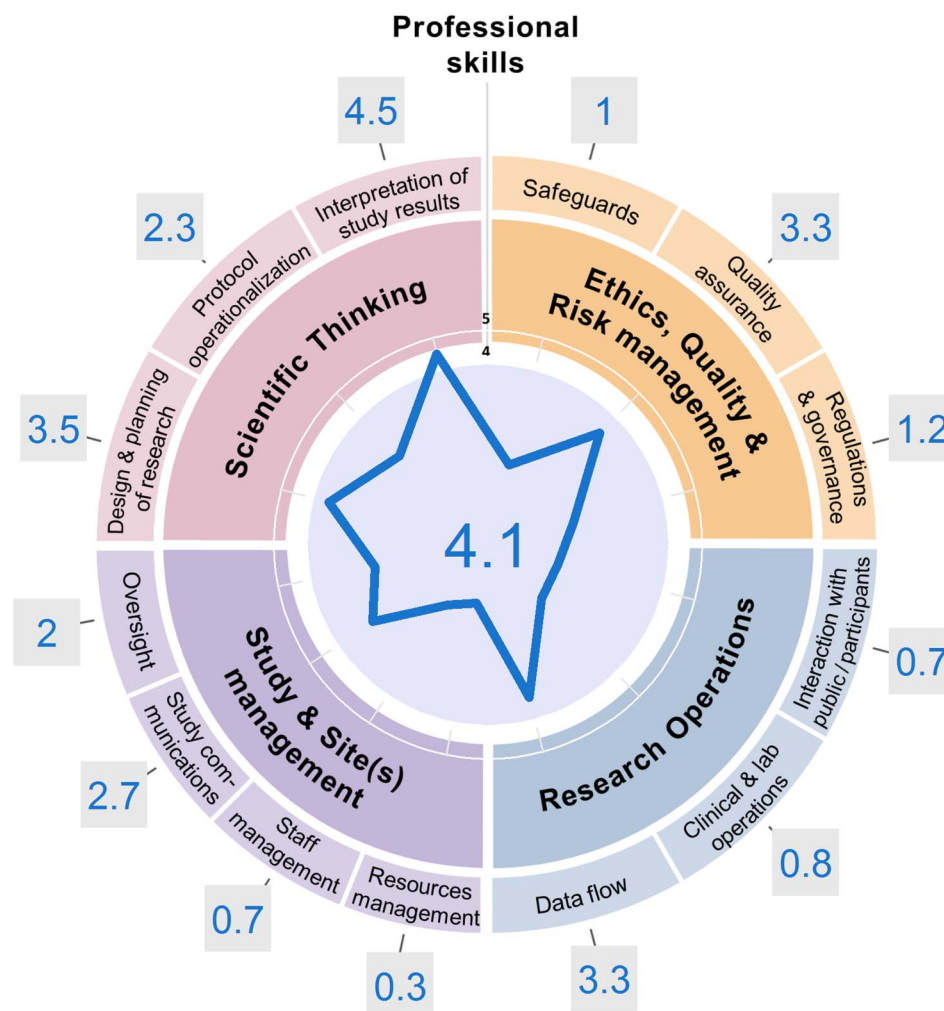 Professional
skills
4.5
Interpretation of
study results
2.3
Protocol
operationalization
3.5
Design & planning
of research
Scientific Thinking
1
Safeguards
3.3
Quality
assurance
1.2
Regulations
& governance
Ethics, Quality &
Risk management
5
4
4.1
0.7
Interaction with
public / participants
0.8
Clinical & lab
operations
3.3
Data flow
Research Operations
2
Oversight
2.7
Study com-
munications
0.7
Staff
management
0.3
Resources
management
Study & Site(s)
management